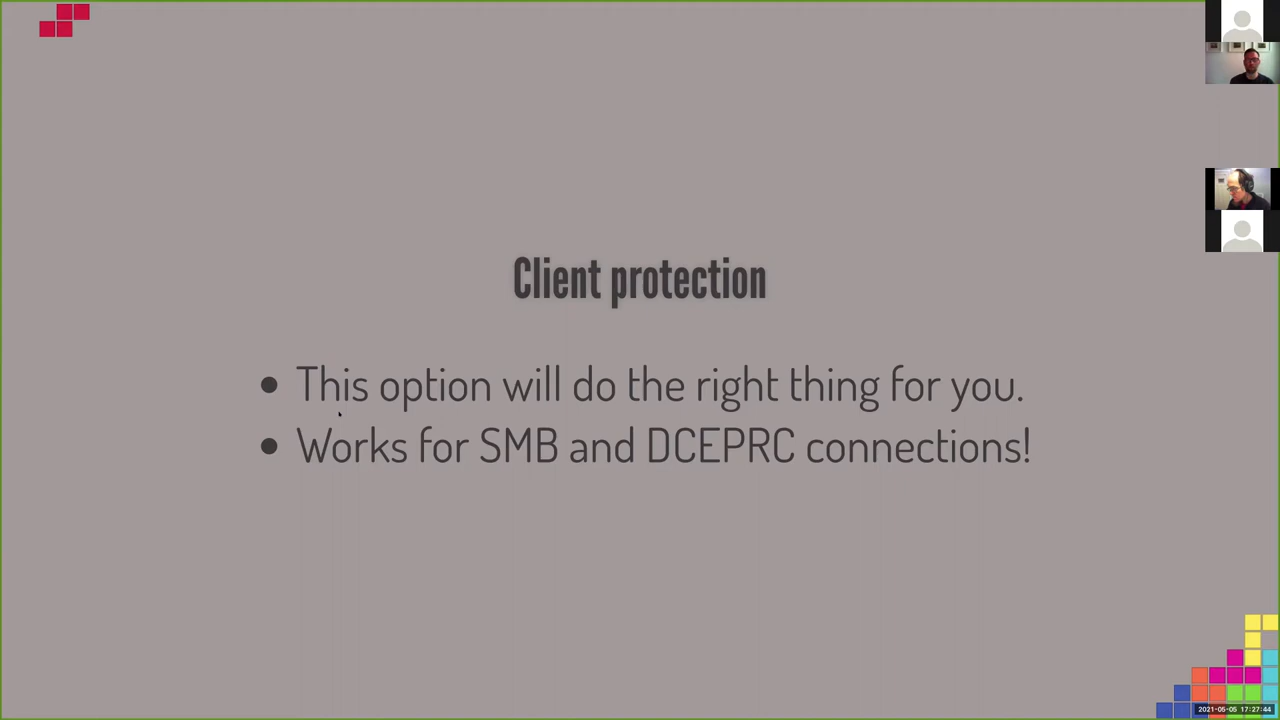 Client protection
• This option will do the right thing for you.
• Works for SMB and DCEPRC connections!
2021-05-05 17:27:44